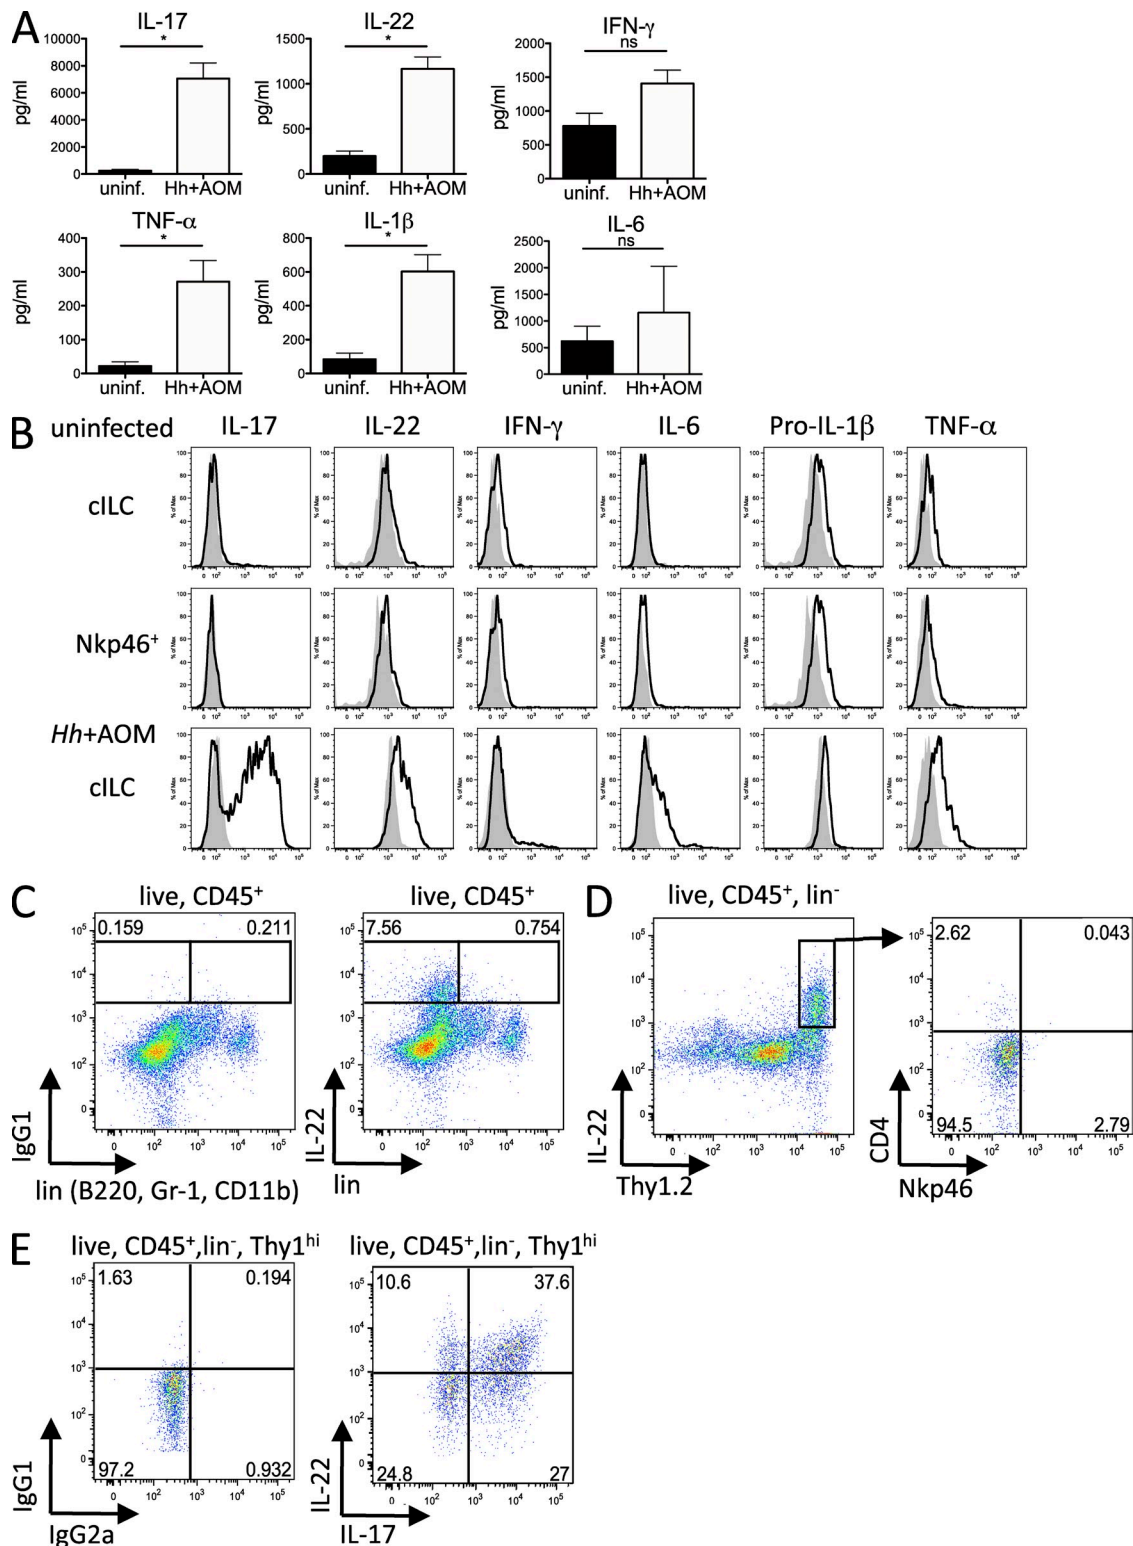 A
IL-17
IL-22
IFN-γ
10000
8000
6000
4000
2000
0
pg/ml
*
uninf. Hh+AOM
1500
1000
500
0
pg/ml
*
uninf. Hh+AOM
2000
1500
1000
500
0
pg/ml
ns
uninf. Hh+AOM
TNF-α
IL-1β
IL-6
400
300
200
100
0
pg/ml
*
uninf. Hh+AOM
800
600
400
200
0
pg/ml
*
uninf. Hh+AOM
2500
2000
1500
1000
500
0
pg/ml
ns
uninf. Hh+AOM
B
uninfected IL-17 IL-22 IFN-γ IL-6 Pro-IL-1β TNF-α
cILC
Nkp46+
Hh+AOM
cILC
C
live, CD45+
0.159 0.211
IgG1
lin (B220, Gr-1, CD11b)
live, CD45+
7.56 0.754
IL-22
lin
D
live, CD45+, lin-
IL-22
Thy1.2
2.62 0.043
94.5 2.79
CD4
Nkp46
E
live, CD45+,lin-, Thy1hi
1.63 0.194
97.2 0.932
IgG1
IgG2a
live, CD45+,lin-, Thy1hi
10.6 37.6
24.8 27
IL-22
IL-17